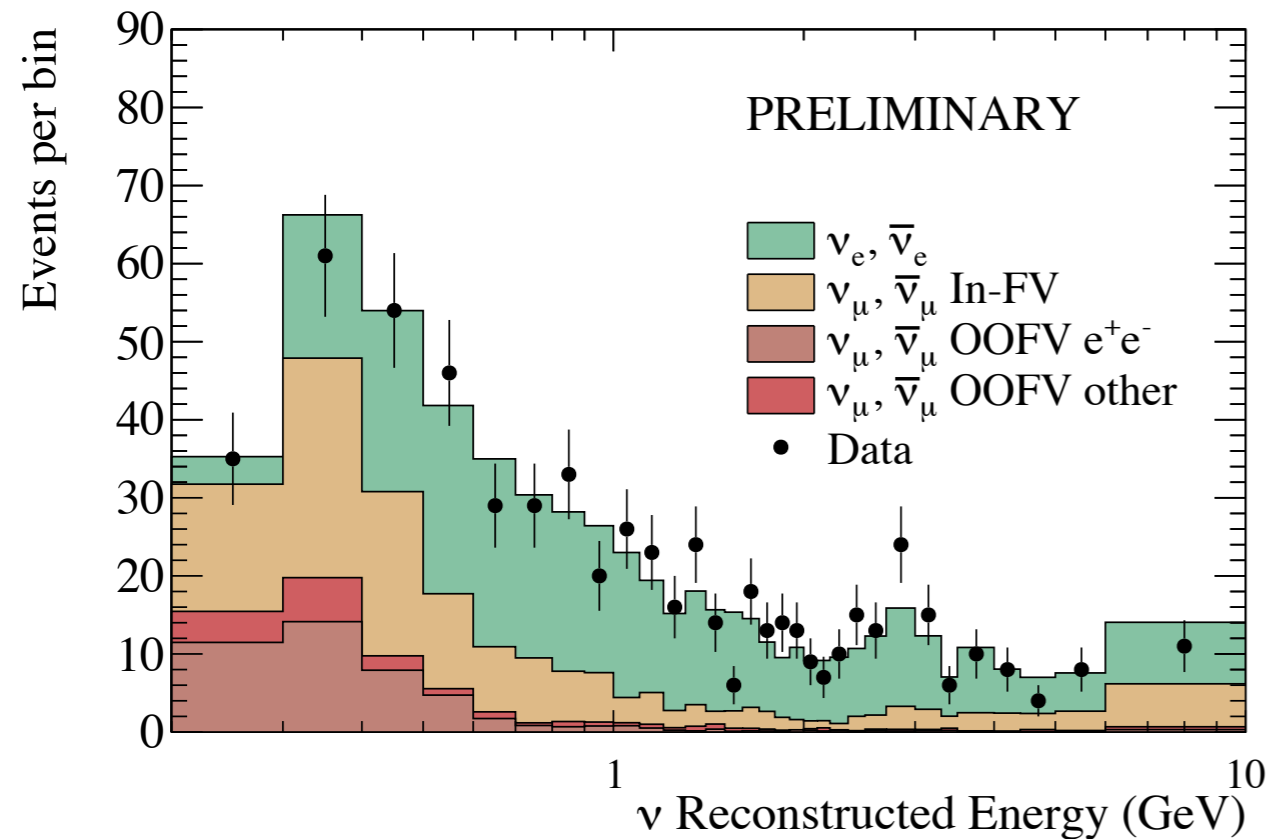 Events per bin
90
80
70
60
50
40
30
20
10
0
PRELIMINARY
νe, ν̅e
νμ, ν̅μ In-FV
νμ, ν̅μ OOFV e⁺e⁻
νμ, ν̅μ OOFV other
Data
1
10
ν Reconstructed Energy (GeV)